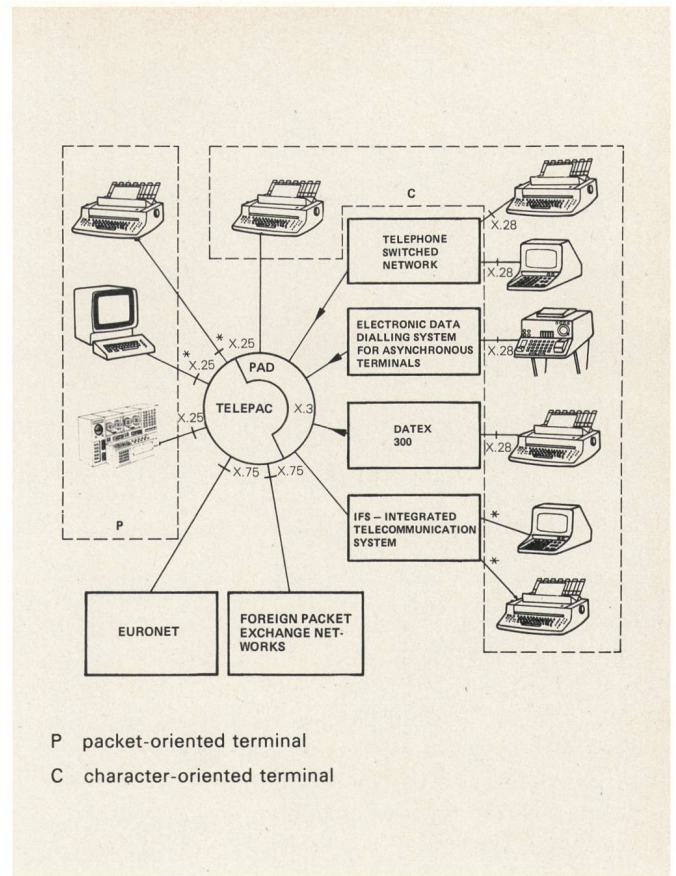 C
X.28
TELEPHONE
SWITCHED
NETWORK
X.28
* X.25
ELECTRONIC DATA
DIALLING SYSTEM
FOR ASYNCHRONOUS
TERMINALS
X.28
* X.25
PAD
TELEPAC
X.3
X.25
DATEX
300
X.28
X.75
X.75
IFS – INTEGRATED
TELECOMMUNICATION
SYSTEM
*
*
P
EURONET
FOREIGN PACKET
EXCHANGE NET-
WORKS
P packet-oriented terminal
C character-oriented terminal